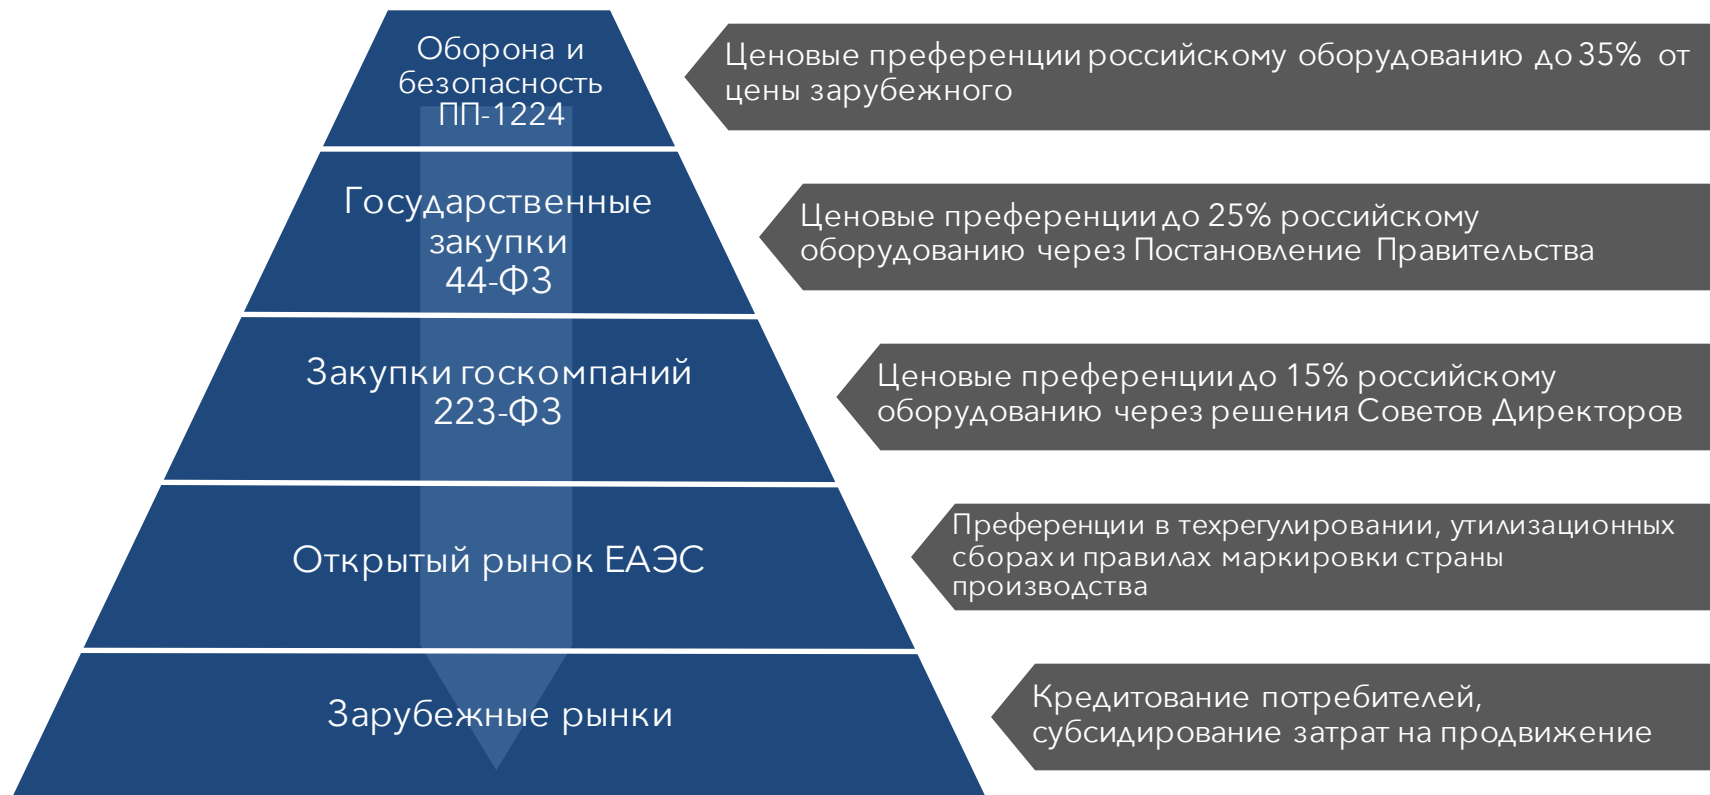 Оборона и
безопасность
ПП-1224
Ценовые преференции российскому оборудованию до 35% от
цены зарубежного
Государственные
закупки
44-ФЗ
Ценовые преференции до 25% российскому
оборудованию через Постановление Правительства
Закупки госкомпаний
223-ФЗ
Ценовые преференции до 15% российскому
оборудованию через решения Советов Директоров
Открытый рынок ЕАЭС
Преференции в техрегулировании, утилизационных
сборах и правилах маркировки страны
производства
Зарубежные рынки
Кредитование потребителей,
субсидирование затрат на продвижение